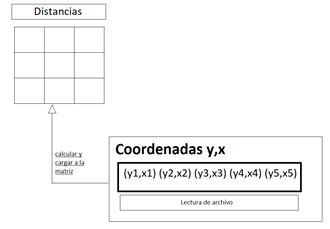 Distancias
calcular y
cargar a la
matriz
Coordenadas y,x
(y1,x1) (y2,x2) (y3,x3) (y4,x4) (y5,x5)
Lectura de archivo